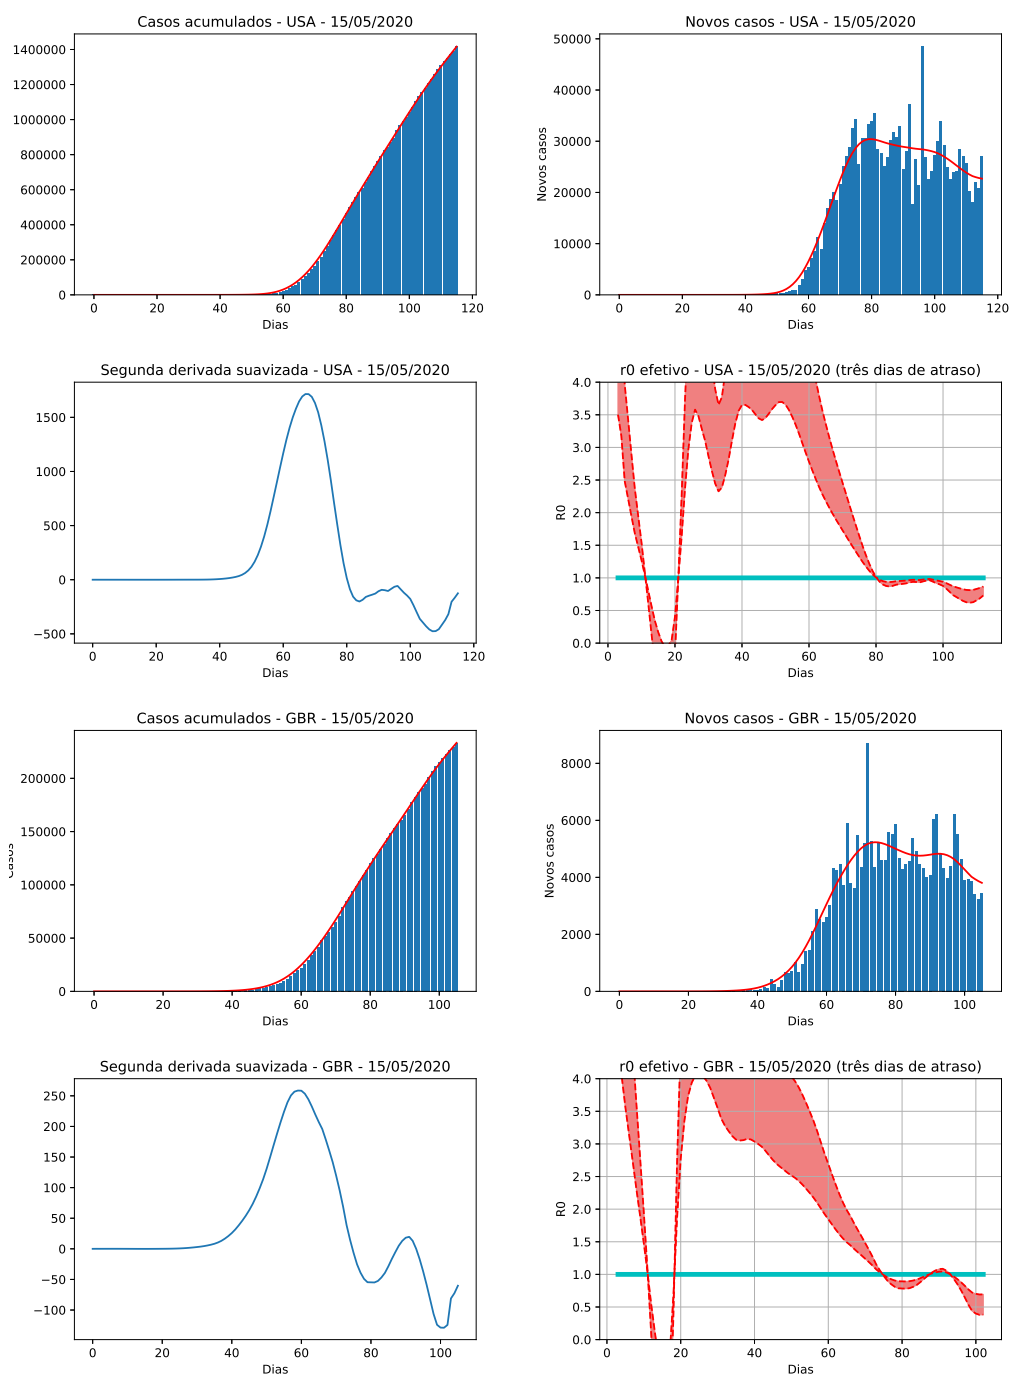 Casos acumulados - USA - 15/05/2020
1400000
1200000
1000000
800000
600000
400000
200000
0
0 20 40 60 80 100 120
Dias
Novos casos - USA - 15/05/2020
Novos casos
50000
40000
30000
20000
10000
0
0 20 40 60 80 100 120
Dias
Segunda derivada suavizada - USA - 15/05/2020
1500
1000
500
0
−500
0 20 40 60 80 100 120
Dias
r0 efetivo - USA - 15/05/2020 (três dias de atraso)
R0
4.0
3.5
3.0
2.5
2.0
1.5
1.0
0.5
0.0
0 20 40 60 80 100
Dias
Casos acumulados - GBR - 15/05/2020
Casos
200000
150000
100000
50000
0
0 20 40 60 80 100
Dias
Novos casos - GBR - 15/05/2020
Novos casos
8000
6000
4000
2000
0
0 20 40 60 80 100
Dias
Segunda derivada suavizada - GBR - 15/05/2020
250
200
150
100
50
0
−50
−100
0 20 40 60 80 100
Dias
r0 efetivo - GBR - 15/05/2020 (três dias de atraso)
R0
4.0
3.5
3.0
2.5
2.0
1.5
1.0
0.5
0.0
0 20 40 60 80 100
Dias